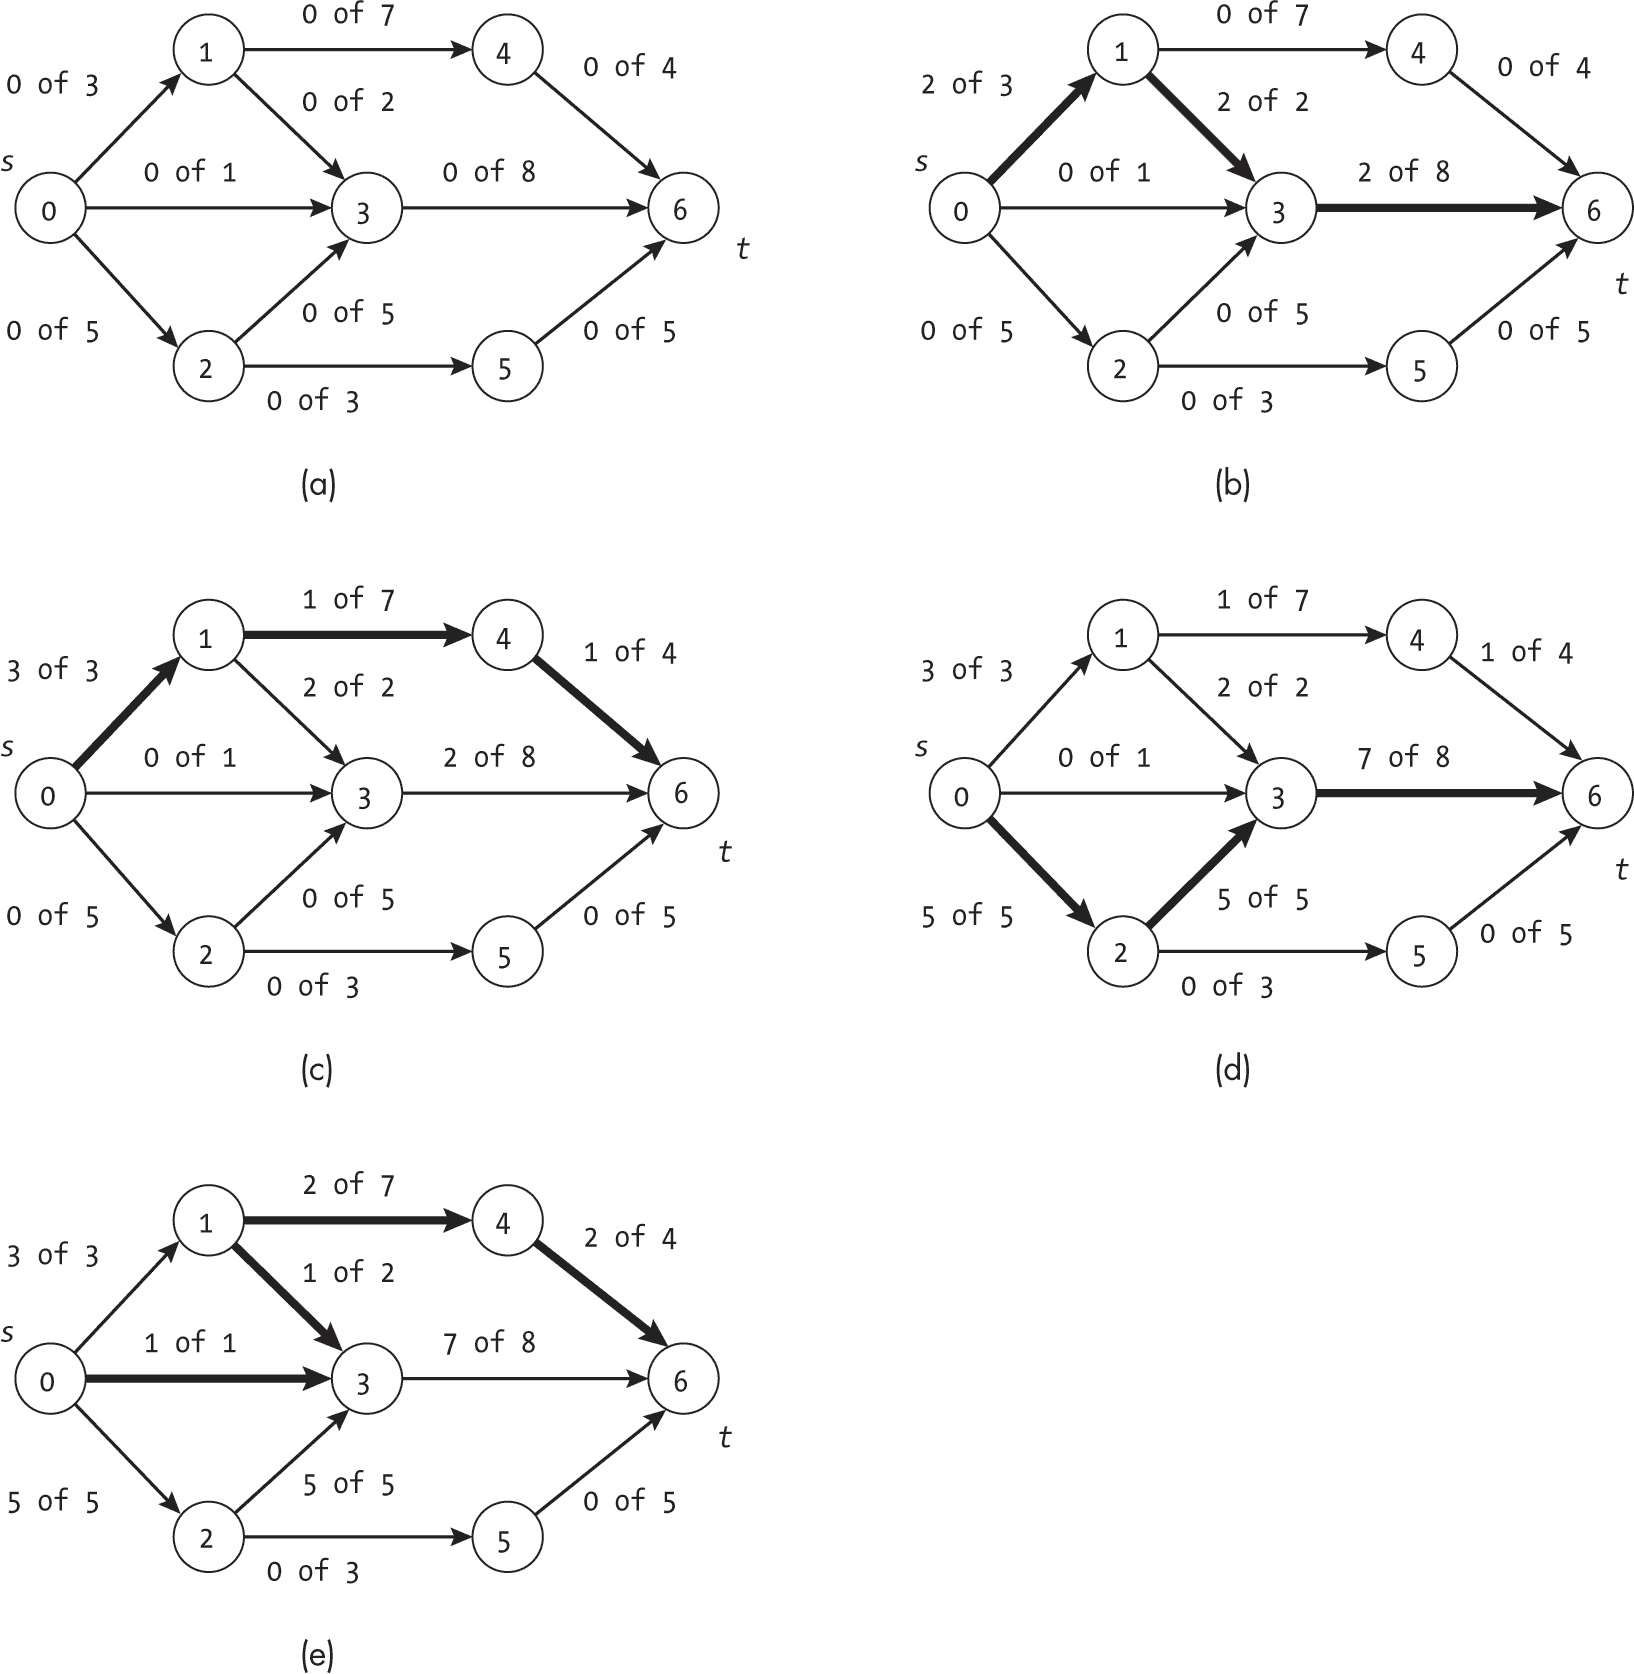 0 of 7
1
4
0 of 3
0 of 2
0 of 4
s
0 of 1
0 of 8
0
3
6
t
0 of 5
0 of 5
0 of 5
2
5
0 of 3
(a)
0 of 7
1
4
2 of 3
2 of 2
0 of 4
s
0 of 1
2 of 8
0
3
6
t
0 of 5
0 of 5
0 of 5
2
5
0 of 3
(b)
1 of 7
1
4
3 of 3
2 of 2
1 of 4
s
0 of 1
2 of 8
0
3
6
t
0 of 5
0 of 5
0 of 5
2
5
0 of 3
(c)
1 of 7
1
4
3 of 3
2 of 2
1 of 4
s
0 of 1
7 of 8
0
3
6
t
5 of 5
5 of 5
0 of 5
2
5
0 of 3
(d)
2 of 7
1
4
3 of 3
1 of 2
2 of 4
s
1 of 1
7 of 8
0
3
6
t
5 of 5
5 of 5
0 of 5
2
5
0 of 3
(e)